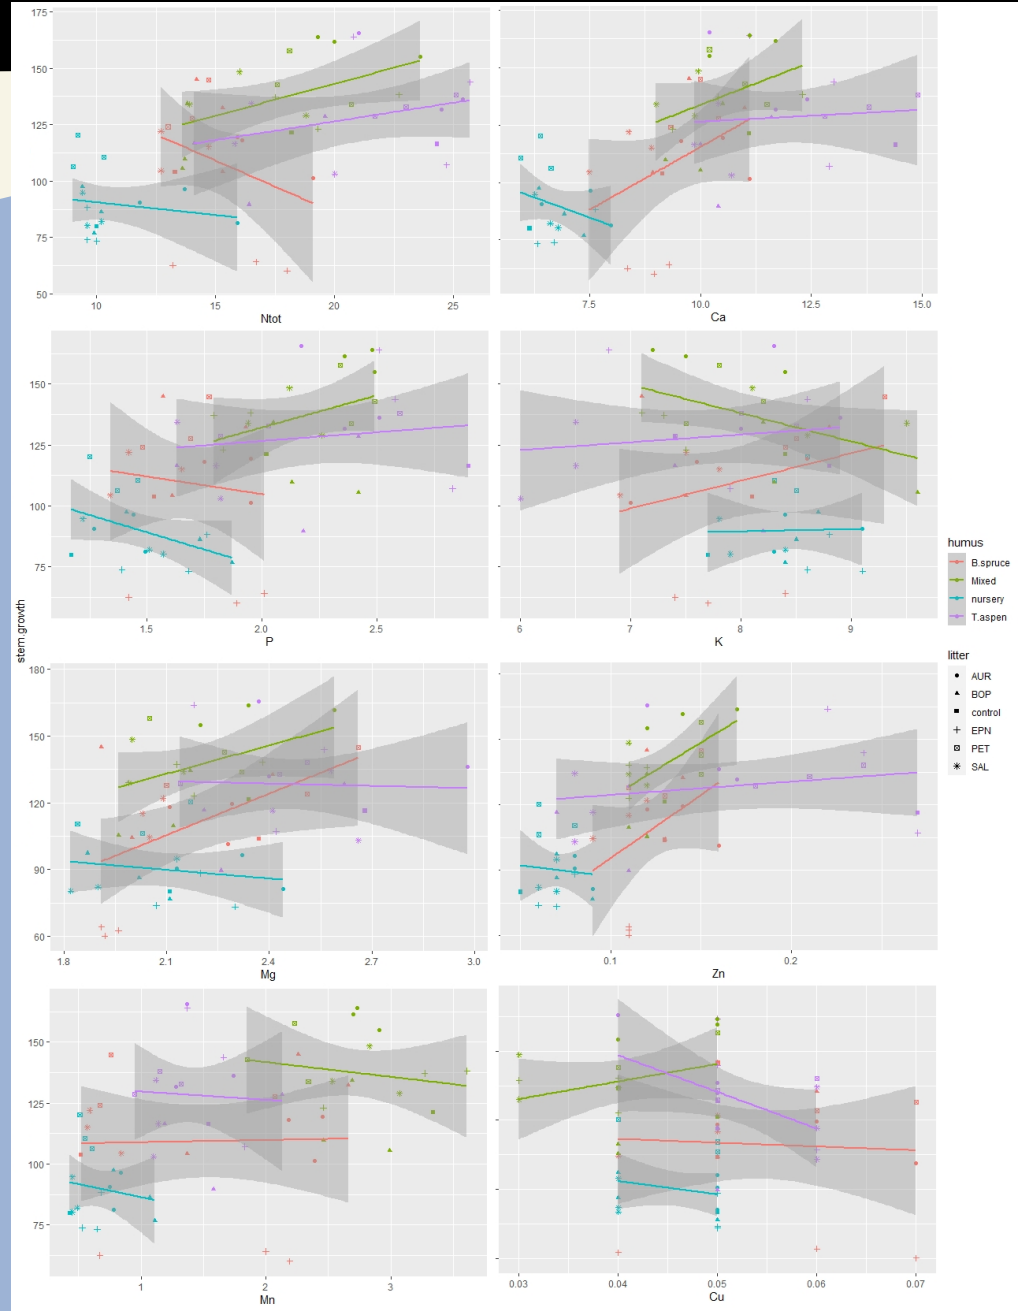 175
150
125
100
75
50
10 15 20 25
Ntot
7.5 10.0 12.5 15.0
Ca
150
125
100
75
1.5 2.0 2.5
P
6 7 8 9
K
stem.growth
humus
B.spruce
Mixed
nursery
T.aspen
litter
AUR
BOP
control
EPN
PET
SAL
180
150
120
90
60
1.8 2.1 2.4 2.7 3.0
Mg
0.1 0.2
Zn
150
125
100
75
1 2 3
Mn
0.03 0.04 0.05 0.06 0.07
Cu